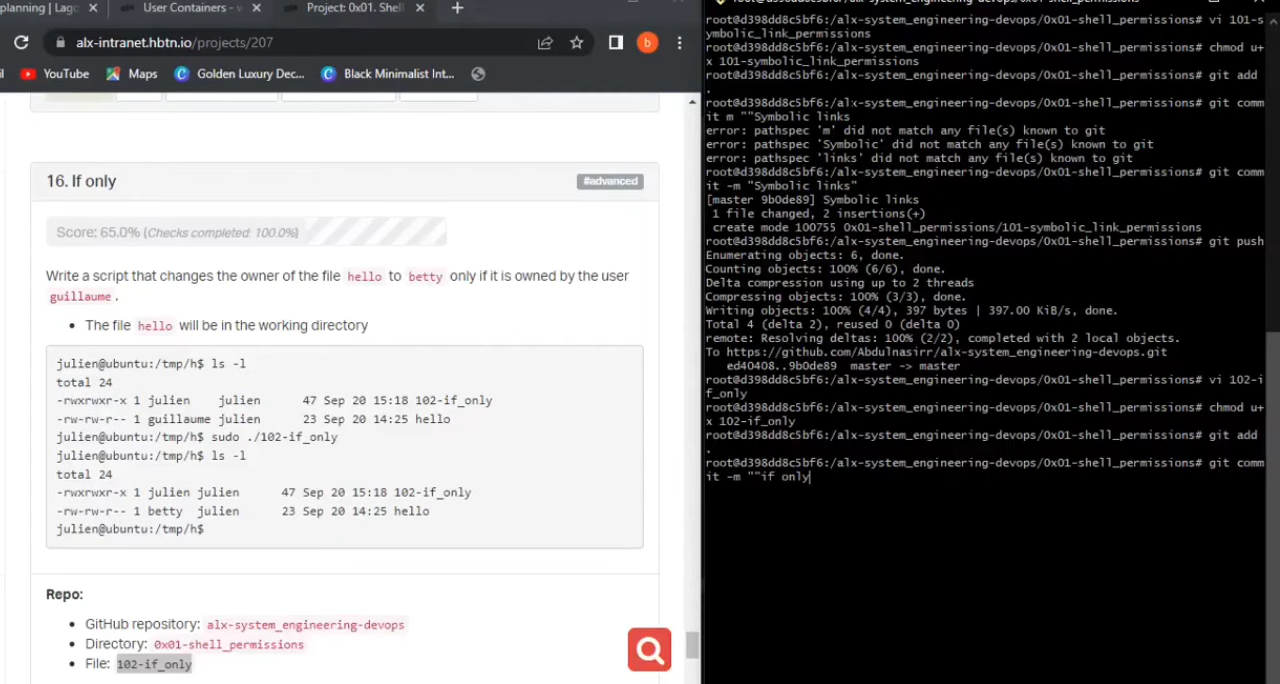 planning | Lago
User Containers -
Project: 0x01. Shell
alx-intranet.hbtn.io/projects/207
b
YouTube
Maps
Golden Luxury Dec...
Black Minimalist Int...
16. If only
#advanced
Score: 65.0% (Checks completed: 100.0%)
Write a script that changes the owner of the file hello to betty only if it is owned by the user
guillaume .
The file hello will be in the working directory
julien@ubuntu:/tmp/h$ ls -l
total 24
-rwxrwxr-x 1 julien    julien     47 Sep 20 15:18 102-if_only
-rw-rw-r-- 1 guillaume julien     23 Sep 20 14:25 hello
julien@ubuntu:/tmp/h$ sudo ./102-if_only
julien@ubuntu:/tmp/h$ ls -l
total 24
-rwxrwxr-x 1 julien julien     47 Sep 20 15:18 102-if_only
-rw-rw-r-- 1 betty  julien     23 Sep 20 14:25 hello
julien@ubuntu:/tmp/h$
Repo:
GitHub repository: alx-system_engineering-devops
Directory: 0x01-shell_permissions
File: 102-if_only
root@d398dd8c5bf6:/alx-system_engineering-devops/0x01-shell_permissions# vi 101-s
ymbolic_link_permissions
root@d398dd8c5bf6:/alx-system_engineering-devops/0x01-shell_permissions# chmod u+
x 101-symbolic_link_permissions
root@d398dd8c5bf6:/alx-system_engineering-devops/0x01-shell_permissions# git add
.
root@d398dd8c5bf6:/alx-system_engineering-devops/0x01-shell_permissions# git comm
it m ""Symbolic links
error: pathspec 'm' did not match any file(s) known to git
error: pathspec 'Symbolic' did not match any file(s) known to git
error: pathspec 'links' did not match any file(s) known to git
root@d398dd8c5bf6:/alx-system_engineering-devops/0x01-shell_permissions# git comm
it -m "Symbolic links"
[master 9b0de89] Symbolic links
1 file changed, 2 insertions(+)
create mode 100755 0x01-shell_permissions/101-symbolic_link_permissions
root@d398dd8c5bf6:/alx-system_engineering-devops/0x01-shell_permissions# git push
Enumerating objects: 6, done.
Counting objects: 100% (6/6), done.
Delta compression using up to 2 threads
Compressing objects: 100% (3/3), done.
Writing objects: 100% (4/4), 397 bytes | 397.00 KiB/s, done.
Total 4 (delta 2), reused 0 (delta 0)
remote: Resolving deltas: 100% (2/2), completed with 2 local objects.
To https://github.com/Abdulnasirr/alx-system_engineering-devops.git
ed40408..9b0de89  master -> master
root@d398dd8c5bf6:/alx-system_engineering-devops/0x01-shell_permissions# vi 102-i
f_only
root@d398dd8c5bf6:/alx-system_engineering-devops/0x01-shell_permissions# chmod u+
x 102-if_only
root@d398dd8c5bf6:/alx-system_engineering-devops/0x01-shell_permissions# git add
.
root@d398dd8c5bf6:/alx-system_engineering-devops/0x01-shell_permissions# git comm
it -m ""if only